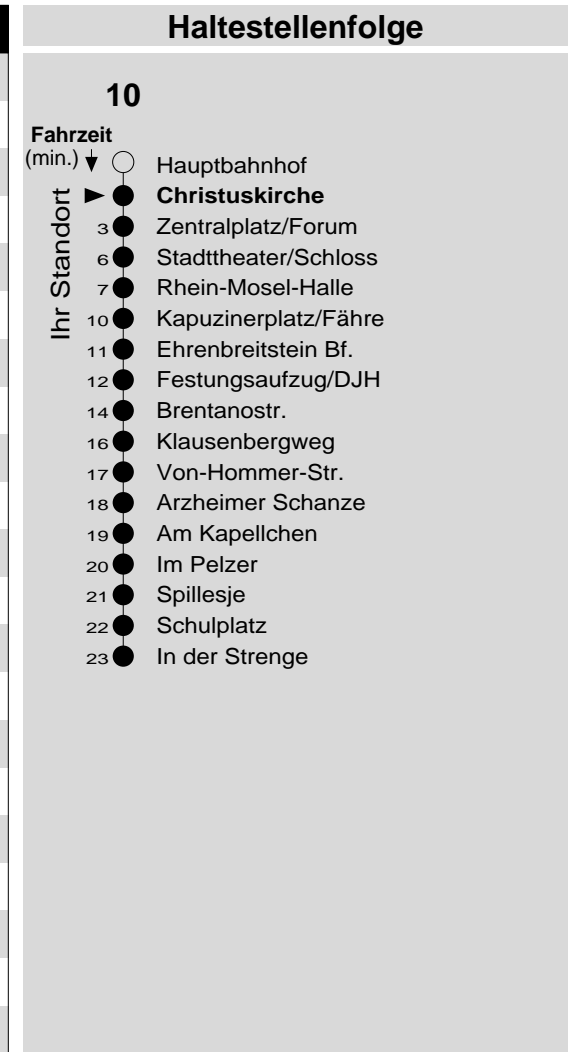 Haltestellenfolge
10
Fahrzeit
(min.)
Hauptbahnhof
Ihr Standort
Christuskirche
3 Zentralplatz/Forum
6 Stadttheater/Schloss
7 Rhein-Mosel-Halle
10 Kapuzinerplatz/Fähre
11 Ehrenbreitstein Bf.
12 Festungsaufzug/DJH
14 Brentanostr.
16 Klausenbergweg
17 Von-Hommer-Str.
18 Arzheimer Schanze
19 Am Kapellchen
20 Im Pelzer
21 Spillesje
22 Schulplatz
23 In der Strenge